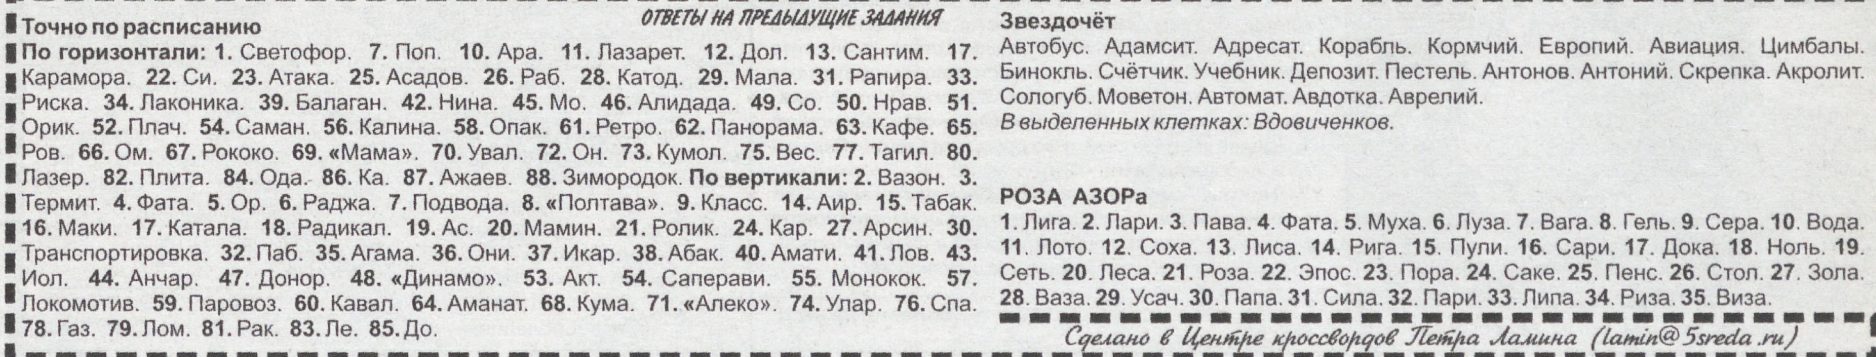 ОТВЕТЫ НА ПРЕДЫДУЩИЕ ЗАДАНИЯ
Точно по расписанию
По горизонтали: 1. Светофор. 7. Поп. 10. Ара. 11. Лазарет. 12. Дол. 13. Сантим. 17.
Карамора. 22. Си. 23. Атака. 25. Асадов. 26. Раб. 28. Катод. 29. Мала. 31. Рапира. 33.
Риска. 34. Лаконика. 39. Балаган. 42. Нина. 45. Мо. 46. Алидада. 49. Со. 50. Нрав. 51.
Орик. 52. Плач. 54. Саман. 56. Калина. 58. Опак. 61. Ретро. 62. Панорама. 63. Кафе. 65.
Ров. 66. Ом. 67. Рококо. 69. «Мама». 70. Увал. 72. Он. 73. Кумол. 75. Вес. 77. Тагил. 80.
Лазер. 82. Плита. 84. Ода. 86. Ка. 87. Ажаев. 88. Зимородок. По вертикали: 2. Вазон. 3.
Термит. 4. Фата. 5. Ор. 6. Раджа. 7. Подвода. 8. «Полтава». 9. Класс. 14. Аир. 15. Табак.
16. Маки. 17. Катала. 18. Радикал. 19. Ас. 20. Мамин. 21. Ролик. 24. Кар. 27. Арсин. 30.
Транспортировка. 32. Паб. 35. Агама. 36. Они. 37. Икар. 38. Абак. 40. Амати. 41. Лов. 43.
Иол. 44. Анчар. 47. Донор. 48. «Динамо». 53. Акт. 54. Саперави. 55. Монокок. 57.
Локомотив. 59. Паровоз. 60. Кавал. 64. Аманат. 68. Кума. 71. «Алеко». 74. Улар. 76. Спа.
78. Газ. 79. Лом. 81. Рак. 83. Ле. 85. До.
Звездочёт
Автобус. Адамсит. Адресат. Корабль. Кормчий. Европий. Авиация. Цимбалы.
Бинокль. Счётчик. Учебник. Депозит. Пестель. Антонов. Антоний. Скрепка. Акролит.
Сологуб. Моветон. Автомат. Авдотка. Аврелий.
В выделенных клетках: Вдовиченков.
РОЗА АЗОРа
1. Лига. 2. Лари. 3. Пава. 4. Фата. 5. Муха. 6. Луза. 7. Вага. 8. Гель. 9. Сера. 10. Вода.
11. Лото. 12. Соха. 13. Лиса. 14. Рига. 15. Пули. 16. Сари. 17. Дока. 18. Ноль. 19.
Сеть. 20. Леса. 21. Роза. 22. Эпос. 23. Пора. 24. Саке. 25. Пенс. 26. Стол. 27. Зола.
28. Ваза. 29. Усач. 30. Папа. 31. Сила. 32. Пари. 33. Липа. 34. Риза. 35. Виза.
Сделано в Центре кроссвордов Петра Ламина (lamin@5sreda.ru)